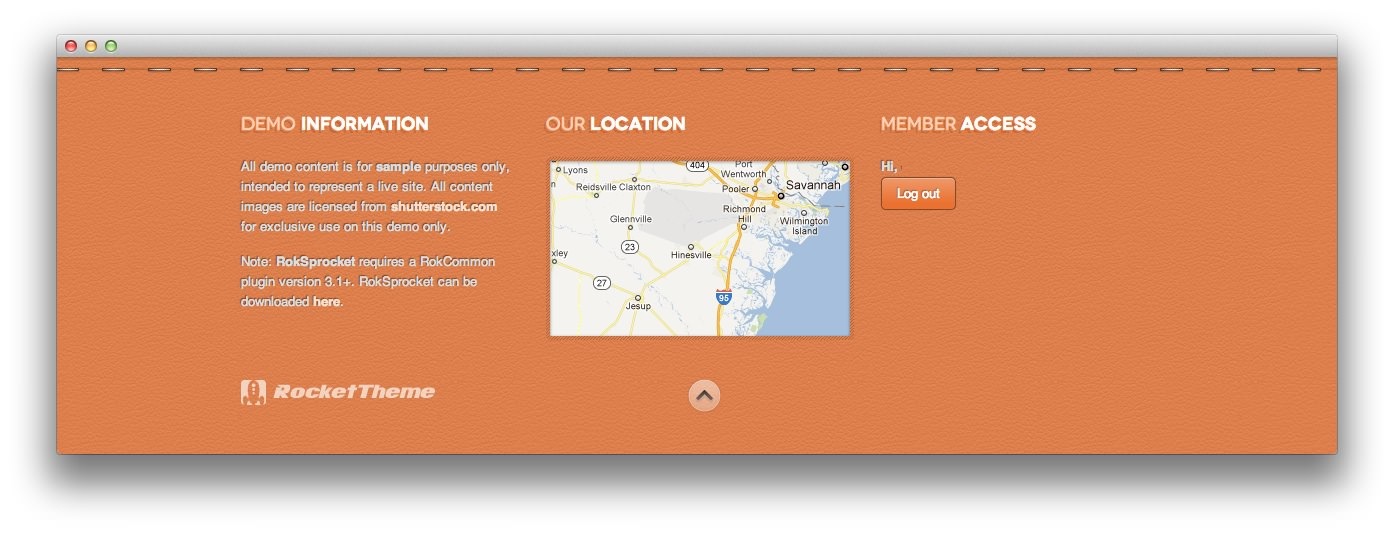 DEMO INFORMATION
All demo content is for sample purposes only,
intended to represent a live site. All content
images are licensed from shutterstock.com
for exclusive use on this demo only.
Note: RokSprocket requires a RokCommon
plugin version 3.1+. RokSprocket can be
downloaded here.
OUR LOCATION
404
Port
Wentworth
Lyons
Reidsville Claxton
Pooler
Savannah
n
Richmond
Hill
Glennville
Wilmington
Island
23
xley
Hinesville
27
95
Jesup
MEMBER ACCESS
Hi,
Log out
RocketTheme